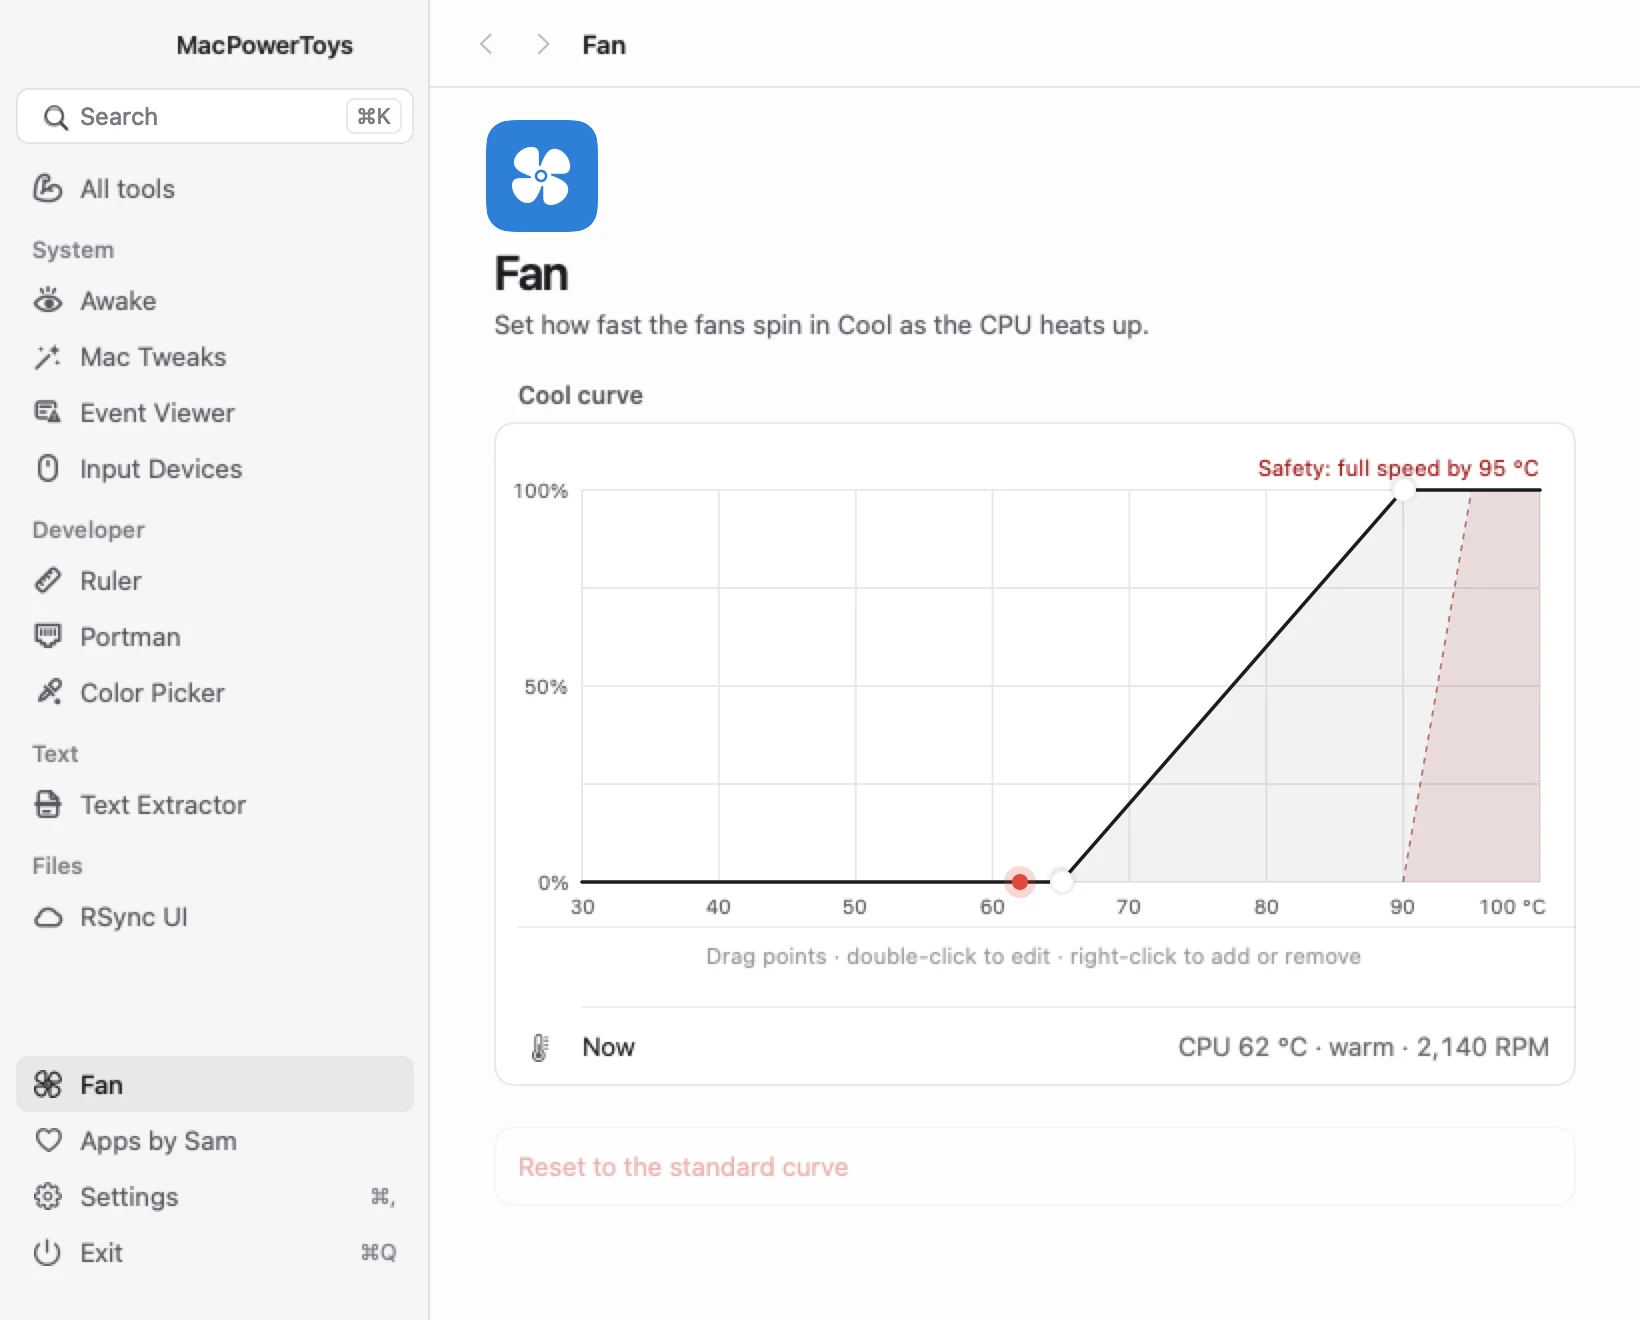 MacPowerToys
Search ⌘K
All tools
System
Awake
Mac Tweaks
Event Viewer
Input Devices
Developer
Ruler
Portman
Color Picker
Text
Text Extractor
Files
RSync UI
Fan
Apps by Sam
Settings ⌘,
Exit ⌘Q
Fan
Fan
Set how fast the fans spin in Cool as the CPU heats up.
Cool curve
Safety: full speed by 95 °C
100%
50%
0%
30 40 50 60 70 80 90 100 °C
Drag points · double-click to edit · right-click to add or remove
Now CPU 62 °C · warm · 2,140 RPM
Reset to the standard curve